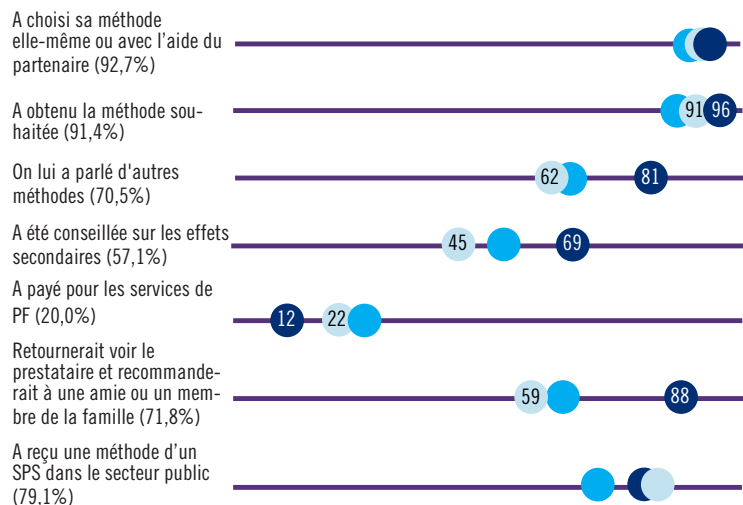 A choisi sa méthode
elle-même ou avec l'aide du
partenaire (92,7%)
A obtenu la méthode sou-
haitée (91,4%)
91 96
On lui a parlé d'autres
méthodes (70,5%)
62 81
A été conseillée sur les effets
secondaires (57,1%)
45 69
A payé pour les services de
PF (20,0%)
12 22
Retournerait voir le
prestataire et recommande-
rait à une amie ou un mem-
bre de la famille (71,8%)
59 88
A reçu une méthode d'un
SPS dans le secteur public
(79,1%)